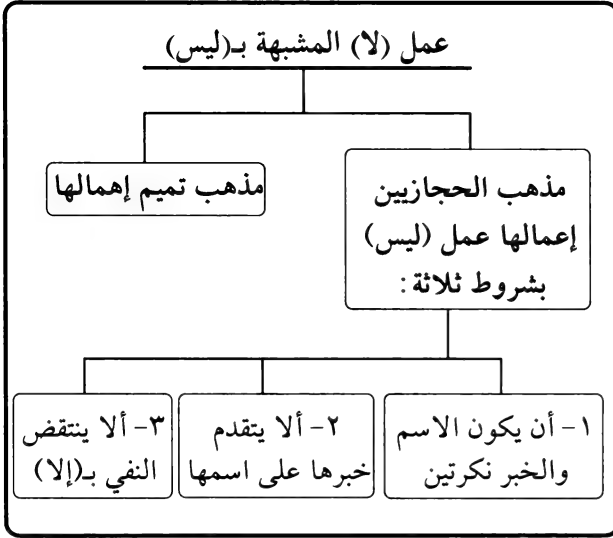 عمل (لا) المشبهة بـ(ليس)
مذهب الحجازيين
إعمالها عمل (ليس)
بشروط ثلاثة:
مذهب تميم إهمالها
١- أن يكون الاسم
والخبر نكرتين
٢- ألا يتقدم
خبرها على اسمها
٣- ألا ينتقض
النفي بـ(إلا)